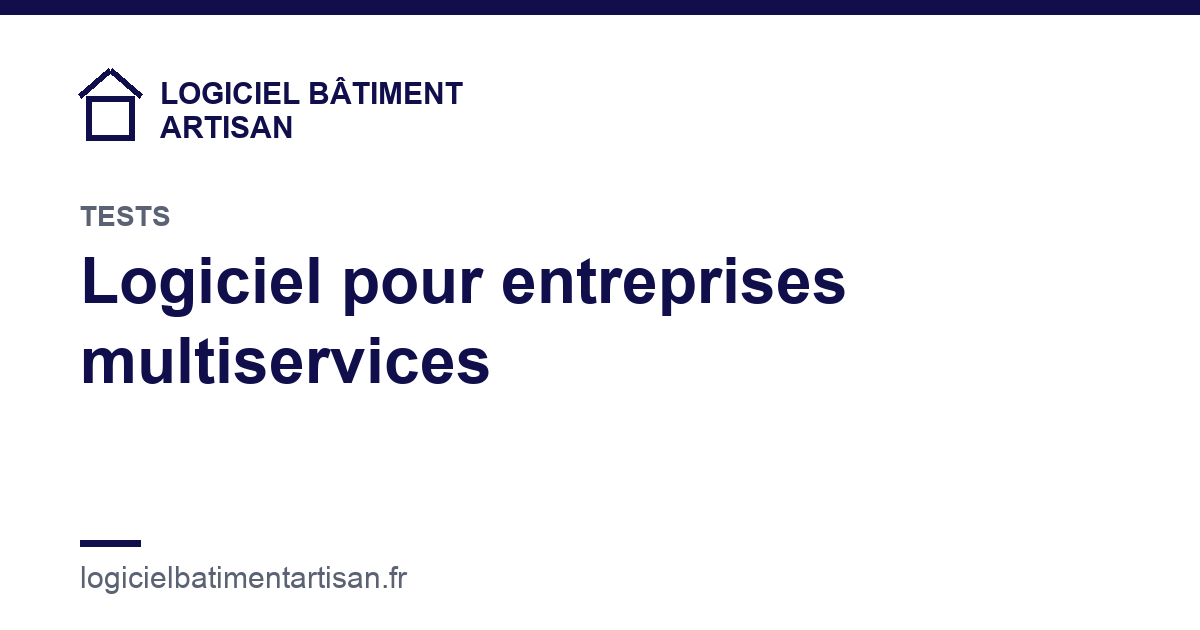 LOGICIEL BÂTIMENT
ARTISAN
TESTS
Logiciel pour entreprises
multiservices
logicielbatimentartisan.fr